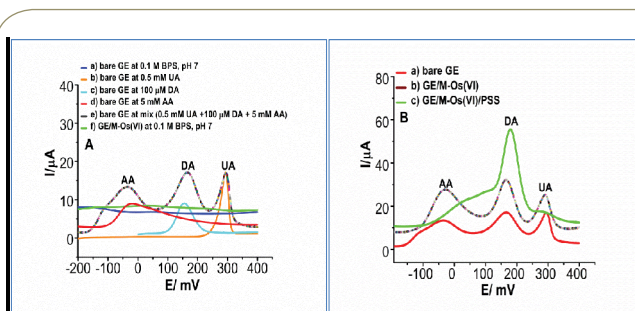 a) bare GE at 0.1 M BPS, pH 7
b) bare GE at 0.5 mM UA
c) bare GE at 100 μM DA
d) bare GE at 5 mM AA
e) bare GE at mix (0.5 mM UA +100 μM DA + 5 mM AA)
f) GE/M-Os(VI) at 0.1 M BPS, pH 7
A
AA
DA
UA
I/μA
40
30
20
10
0
-200 -100 0 100 200 300 400
E/ mV
a) bare GE
b) GE/M-Os(VI)
c) GE/M-Os(VI)/PSS
B
DA
AA
UA
I/μA
80
60
40
20
0
-100 0 100 200 300 400
E/ mV